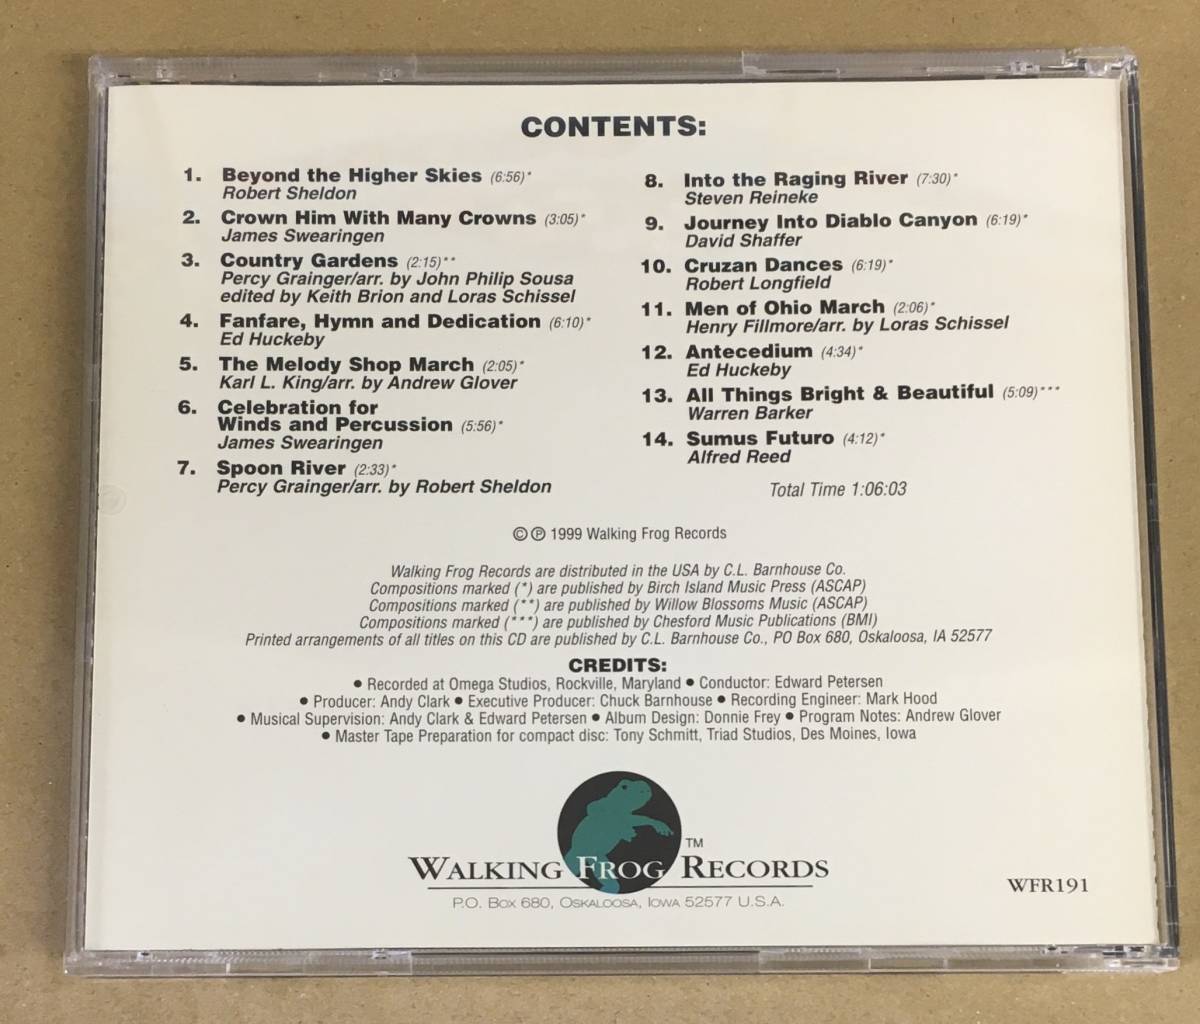 CONTENTS:
1. Beyond the Higher Skies (6:56)*
Robert Sheldon
2. Crown Him With Many Crowns (3:05)*
James Swearingen
3. Country Gardens (2:15)**
Percy Grainger/arr. by John Philip Sousa
edited by Keith Brion and Loras Schissel
4. Fanfare, Hymn and Dedication (6:10)*
Ed Huckeby
5. The Melody Shop March (2:05)*
Karl L. King/arr. by Andrew Glover
6. Celebration for
Winds and Percussion (5:56)*
James Swearingen
7. Spoon River (2:33)*
Percy Grainger/arr. by Robert Sheldon
8. Into the Raging River (7:30)*
Steven Reineke
9. Journey Into Diablo Canyon (6:19)*
David Shaffer
10. Cruzan Dances (6:19)*
Robert Longfield
11. Men of Ohio March (2:06)*
Henry Fillmore/arr. by Loras Schissel
12. Antecedium (4:34)*
Ed Huckeby
13. All Things Bright & Beautiful (5:09)***
Warren Barker
14. Sumus Futuro (4:12)*
Alfred Reed
Total Time 1:06:03
©℗ 1999 Walking Frog Records
Walking Frog Records are distributed in the USA by C.L. Barnhouse Co.
Compositions marked (*) are published by Birch Island Music Press (ASCAP)
Compositions marked (**) are published by Willow Blossoms Music (ASCAP)
Compositions marked (***) are published by Chesford Music Publications (BMI)
Printed arrangements of all titles on this CD are published by C.L. Barnhouse Co., PO Box 680, Oskaloosa, IA 52577
CREDITS:
● Recorded at Omega Studios, Rockville, Maryland ● Conductor: Edward Petersen
● Producer: Andy Clark ● Executive Producer: Chuck Barnhouse ● Recording Engineer: Mark Hood
● Musical Supervision: Andy Clark & Edward Petersen ● Album Design: Donnie Frey ● Program Notes: Andrew Glover
● Master Tape Preparation for compact disc: Tony Schmitt, Triad Studios, Des Moines, Iowa
WALKING FROG RECORDS TM
P.O. BOX 680, OSKALOOSA, IOWA 52577 U.S.A.
WFR191